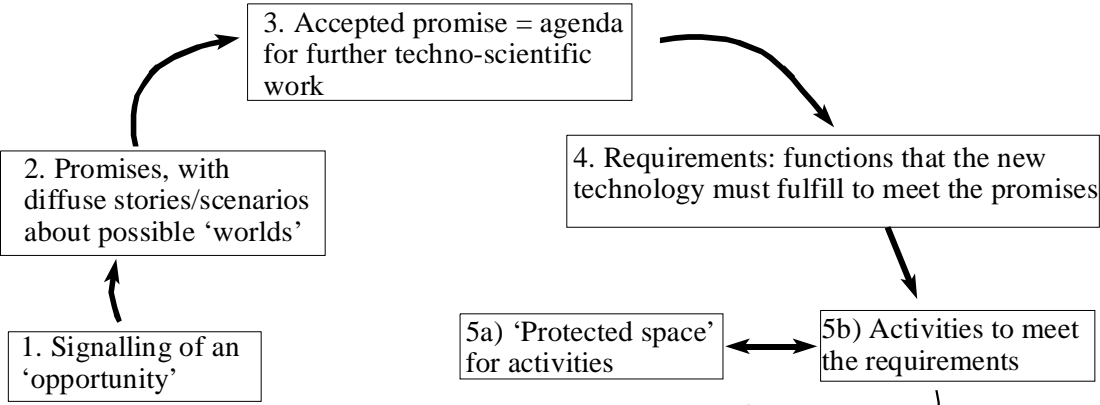 3. Accepted promise = agenda
for further techno-scientific
work
2. Promises, with
diffuse stories/scenarios
about possible ‘worlds’
4. Requirements: functions that the new
technology must fulfill to meet the promises
1. Signalling of an
‘opportunity’
5a) ‘Protected space’
for activities
5b) Activities to meet
the requirements